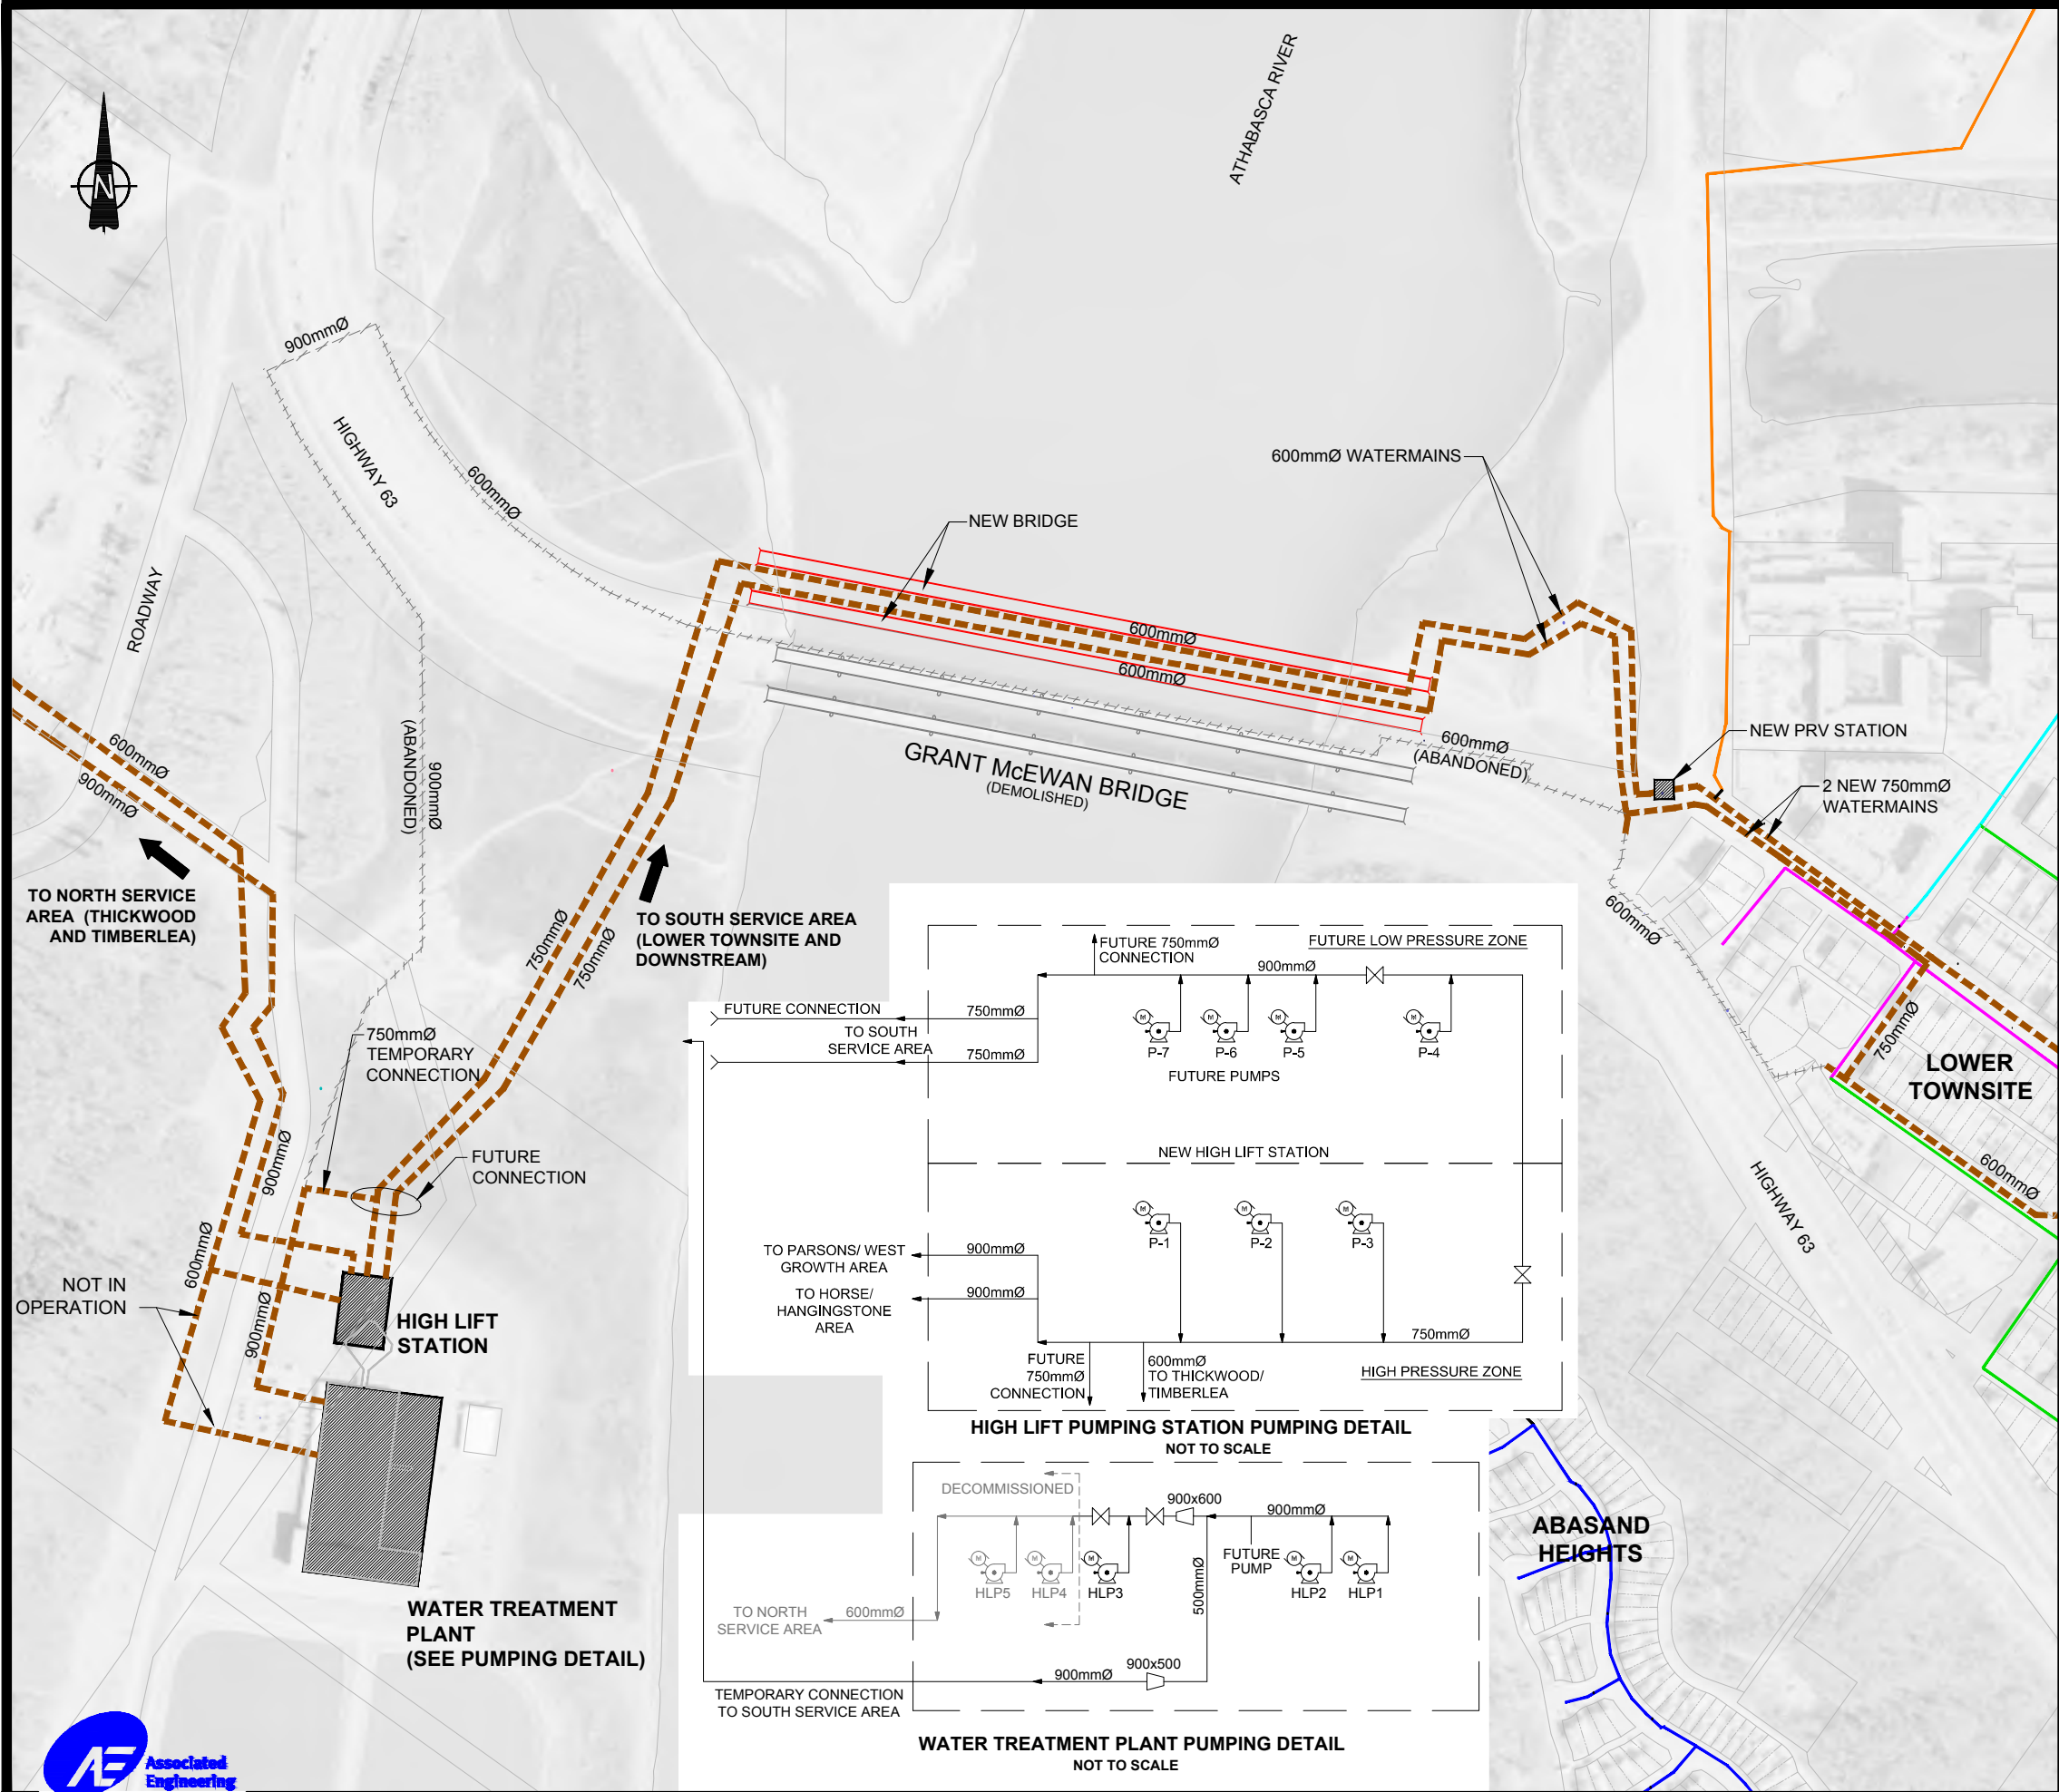 ATHABASCA RIVER
N
900mmØ
HIGHWAY 63
600mmØ
600mmØ WATERMAINS
NEW BRIDGE
ROADWAY
600mmØ
600mmØ
(ABANDONED)
900mmØ
600mmØ
900mmØ
GRANT McEWAN BRIDGE
(DEMOLISHED)
600mmØ
(ABANDONED)
NEW PRV STATION
2 NEW 750mmØ
WATERMAINS
TO NORTH SERVICE
AREA (THICKWOOD
AND TIMBERLEA)
750mmØ
750mmØ
TO SOUTH SERVICE AREA
(LOWER TOWNSITE AND
DOWNSTREAM)
600mmØ
750mmØ
LOWER
TOWNSITE
600mmØ
HIGHWAY 63
750mmØ
TEMPORARY
CONNECTION
FUTURE
CONNECTION
900mmØ
600mmØ
900mmØ
NOT IN
OPERATION
HIGH LIFT
STATION
WATER TREATMENT
PLANT
(SEE PUMPING DETAIL)
FUTURE 750mmØ
CONNECTION
FUTURE LOW PRESSURE ZONE
900mmØ
FUTURE CONNECTION
750mmØ
TO SOUTH
SERVICE AREA
750mmØ
M
M
M
M
P-7
P-6
P-5
P-4
FUTURE PUMPS
NEW HIGH LIFT STATION
M
M
M
P-1
P-2
P-3
TO PARSONS/ WEST
GROWTH AREA
900mmØ
TO HORSE/
HANGINGSTONE
AREA
900mmØ
750mmØ
FUTURE
750mmØ
CONNECTION
600mmØ
TO THICKWOOD/
TIMBERLEA
HIGH PRESSURE ZONE
HIGH LIFT PUMPING STATION PUMPING DETAIL
NOT TO SCALE
DECOMMISSIONED
900x600
900mmØ
M
M
M
M
M
HLP5
HLP4
HLP3
FUTURE
PUMP
HLP2
HLP1
500mmØ
TO NORTH
SERVICE AREA
600mmØ
900mmØ
900x500
TEMPORARY CONNECTION
TO SOUTH SERVICE AREA
WATER TREATMENT PLANT PUMPING DETAIL
NOT TO SCALE
ABASAND
HEIGHTS
AE
Associated
Engineering